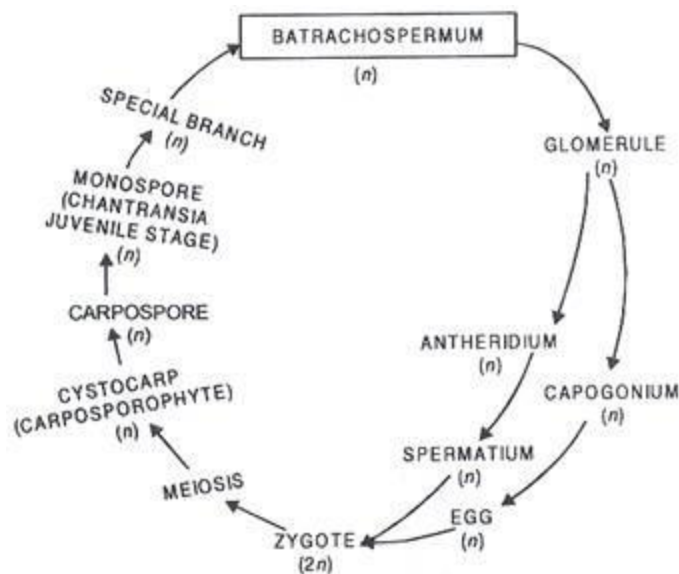 BATRACHOSPERMUM
(n)
GLOMERULE
(n)
ANTHERIDIUM
(n)
CAPOGONIUM
(n)
SPERMATIUM
(n)
EGG
(n)
ZYGOTE
(2n)
MEIOSIS
CYSTOCARP
(CARPOSPOROPHYTE)
(n)
CARPOSPORE
(n)
MONOSPORE
(CHANTRANSIA
JUVENILE STAGE)
(n)
SPECIAL BRANCH
(n)